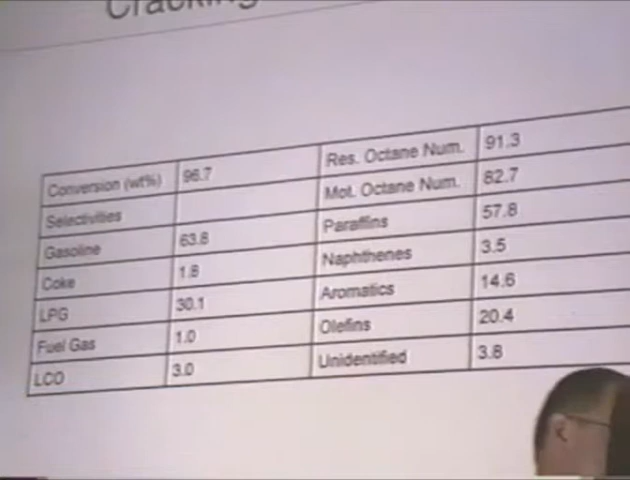 Cracking
Conversion (wt%) 96.7 Res. Octane Num. 91.3
Selectivities Mot. Octane Num. 82.7
Gasoline 63.8 Paraffins 57.8
Coke 1.8 Naphthenes 3.5
LPG 30.1 Aromatics 14.6
Fuel Gas 1.0 Olefins 20.4
LCO 3.0 Unidentified 3.8